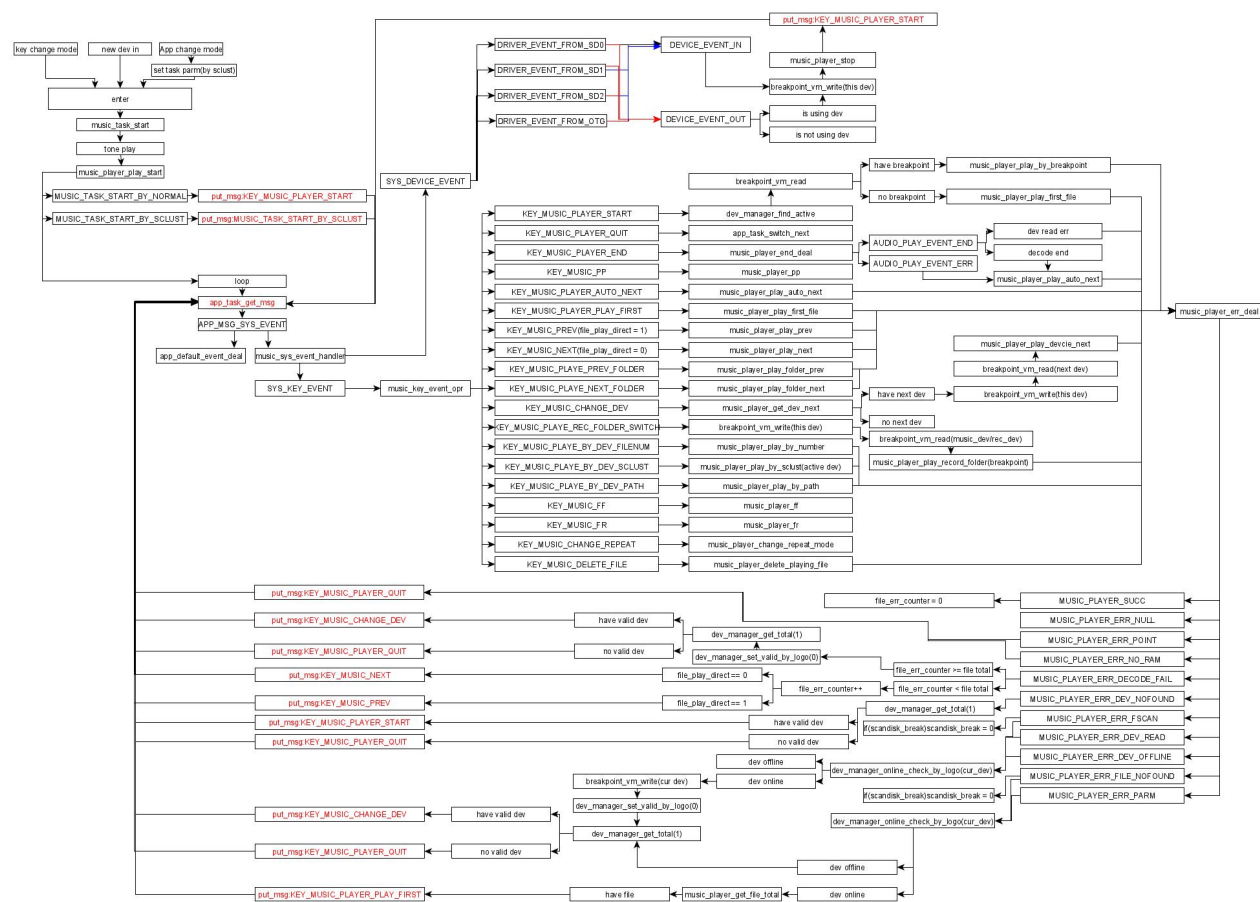 put_msg:KEY_MUSIC_PLAYER_START
key change mode
new dev in
App change mode
set task parm(by sclust)
enter
music_task_start
tone play
music_player_play_start
MUSIC_TASK_START_BY_NORMAL
put_msg:KEY_MUSIC_PLAYER_START
MUSIC_TASK_START_BY_SCLUST
put_msg:MUSIC_TASK_START_BY_SCLUST
loop
app_task_get_msg
APP_MSG_SYS_EVENT
app_default_event_deal
music_sys_event_handler
SYS_KEY_EVENT
music_key_event_opr
SYS_DEVICE_EVENT
DRIVER_EVENT_FROM_SD0
DRIVER_EVENT_FROM_SD1
DRIVER_EVENT_FROM_SD2
DRIVER_EVENT_FROM_OTG
DEVICE_EVENT_IN
DEVICE_EVENT_OUT
music_player_stop
breakpoint_vm_write(this dev)
is using dev
is not using dev
breakpoint_vm_read
have breakpoint
music_player_play_by_breakpoint
no breakpoint
music_player_play_first_file
KEY_MUSIC_PLAYER_START
dev_manager_find_active
KEY_MUSIC_PLAYER_QUIT
app_task_switch_next
KEY_MUSIC_PLAYER_END
music_player_end_deal
AUDIO_PLAY_EVENT_END
dev read err
decode end
AUDIO_PLAY_EVENT_ERR
music_player_play_auto_next
KEY_MUSIC_PP
music_player_pp
KEY_MUSIC_PLAYER_AUTO_NEXT
music_player_play_auto_next
KEY_MUSIC_PLAYER_PLAY_FIRST
music_player_play_first_file
music_player_err_deal
KEY_MUSIC_PREV(file_play_direct = 1)
music_player_play_prev
KEY_MUSIC_NEXT(file_play_direct = 0)
music_player_play_next
music_player_play_devcie_next
KEY_MUSIC_PLAYE_PREV_FOLDER
music_player_play_folder_prev
breakpoint_vm_read(next dev)
KEY_MUSIC_PLAYE_NEXT_FOLDER
music_player_play_folder_next
have next dev
breakpoint_vm_write(this dev)
KEY_MUSIC_CHANGE_DEV
music_player_get_dev_next
no next dev
KEY_MUSIC_PLAYE_REC_FOLDER_SWITCH
breakpoint_vm_write(this dev)
breakpoint_vm_read(music_dev/rec_dev)
KEY_MUSIC_PLAYE_BY_DEV_FILENUM
music_player_play_by_number
KEY_MUSIC_PLAYE_BY_DEV_SCLUST
music_player_play_by_sclust(active dev)
music_player_play_record_folder(breakpoint)
KEY_MUSIC_PLAYE_BY_DEV_PATH
music_player_play_by_path
KEY_MUSIC_FF
music_player_ff
KEY_MUSIC_FR
music_player_fr
KEY_MUSIC_CHANGE_REPEAT
music_player_change_repeat_mode
KEY_MUSIC_DELETE_FILE
music_player_delete_playing_file
put_msg:KEY_MUSIC_PLAYER_QUIT
file_err_counter = 0
MUSIC_PLAYER_SUCC
put_msg:KEY_MUSIC_CHANGE_DEV
have valid dev
MUSIC_PLAYER_ERR_NULL
dev_manager_get_total(1)
MUSIC_PLAYER_ERR_POINT
put_msg:KEY_MUSIC_PLAYER_QUIT
no valid dev
dev_manager_set_valid_by_logo(0)
MUSIC_PLAYER_ERR_NO_RAM
file_err_counter >= file total
put_msg:KEY_MUSIC_NEXT
file_play_direct == 0
MUSIC_PLAYER_ERR_DECODE_FAIL
file_err_counter++
file_err_counter < file total
put_msg:KEY_MUSIC_PREV
file_play_direct == 1
MUSIC_PLAYER_ERR_DEV_NOFOUND
dev_manager_get_total(1)
put_msg:KEY_MUSIC_PLAYER_START
have valid dev
if(scandisk_break)scandisk_break = 0
MUSIC_PLAYER_ERR_FSCAN
put_msg:KEY_MUSIC_PLAYER_QUIT
no valid dev
MUSIC_PLAYER_ERR_DEV_READ
MUSIC_PLAYER_ERR_DEV_OFFLINE
dev offline
dev_manager_online_check_by_logo(cur_dev)
breakpoint_vm_write(cur dev)
dev online
MUSIC_PLAYER_ERR_FILE_NOFOUND
if(scandisk_break)scandisk_break = 0
MUSIC_PLAYER_ERR_PARM
dev_manager_set_valid_by_logo(0)
put_msg:KEY_MUSIC_CHANGE_DEV
have valid dev
dev_manager_online_check_by_logo(cur_dev)
dev_manager_get_total(1)
put_msg:KEY_MUSIC_PLAYER_QUIT
no valid dev
dev offline
put_msg:KEY_MUSIC_PLAYER_PLAY_FIRST
have file
music_player_get_file_total
dev online